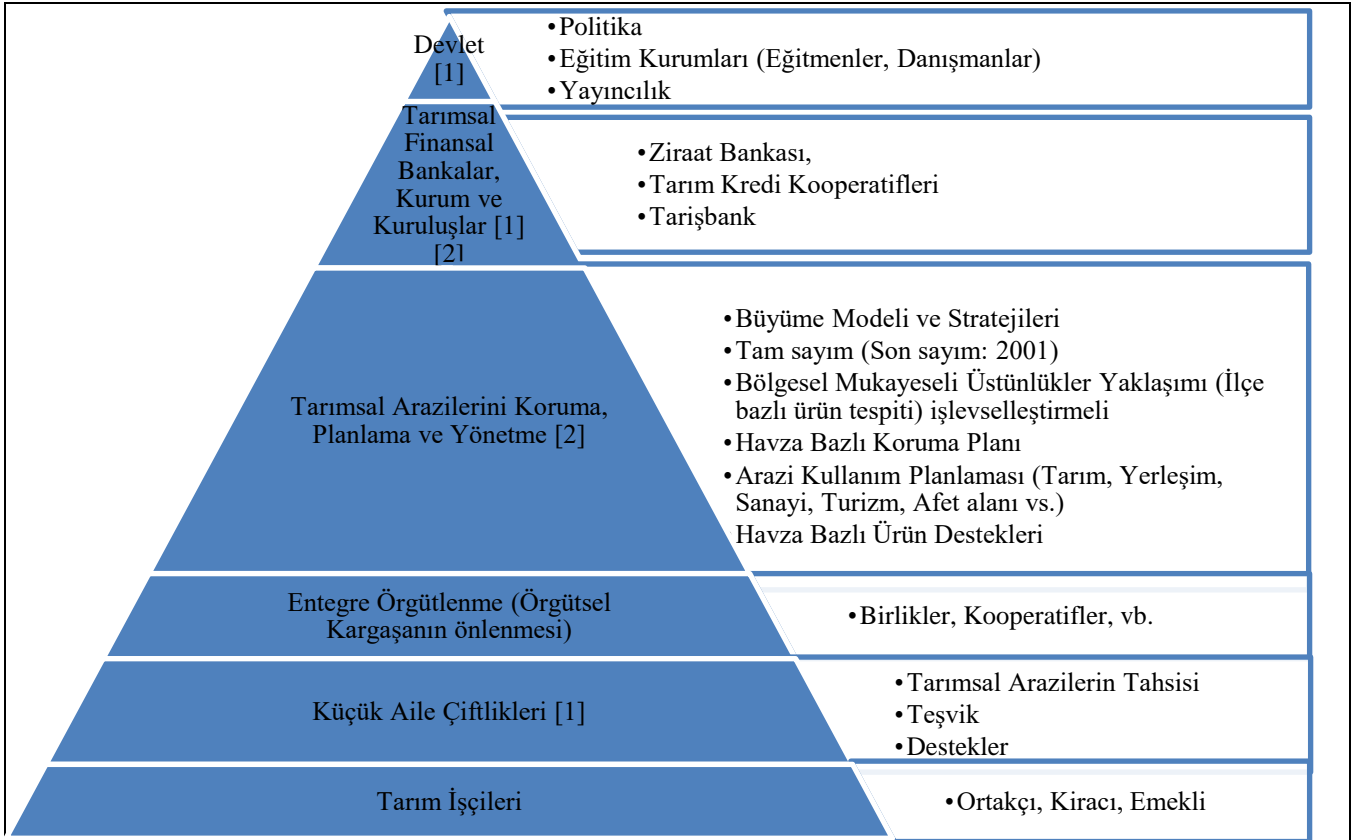 Devlet
[1]
•Politika
•Eğitim Kurumları (Eğitmenler, Danışmanlar)
•Yayıncılık
Tarımsal
Finansal
Bankalar,
Kurum ve
Kuruluşlar [1]
[2]
•Ziraat Bankası,
•Tarım Kredi Kooperatifleri
•Tarişbank
Tarımsal Arazilerini Koruma,
Planlama ve Yönetme [2]
•Büyüme Modeli ve Stratejileri
•Tam sayım (Son sayım: 2001)
•Bölgesel Mukayeseli Üstünlükler Yaklaşımı (İlçe
bazlı ürün tespiti) işlevselleştirmeli
•Havza Bazlı Koruma Planı
•Arazi Kullanım Planlaması (Tarım, Yerleşim,
Sanayi, Turizm, Afet alanı vs.)
Havza Bazlı Ürün Destekleri
Entegre Örgütlenme (Örgütsel
Kargaşanın önlenmesi)
•Birlikler, Kooperatifler, vb.
Küçük Aile Çiftlikleri [1]
•Tarımsal Arazilerin Tahsisi
•Teşvik
•Destekler
Tarım İşçileri
•Ortakçı, Kiracı, Emekli